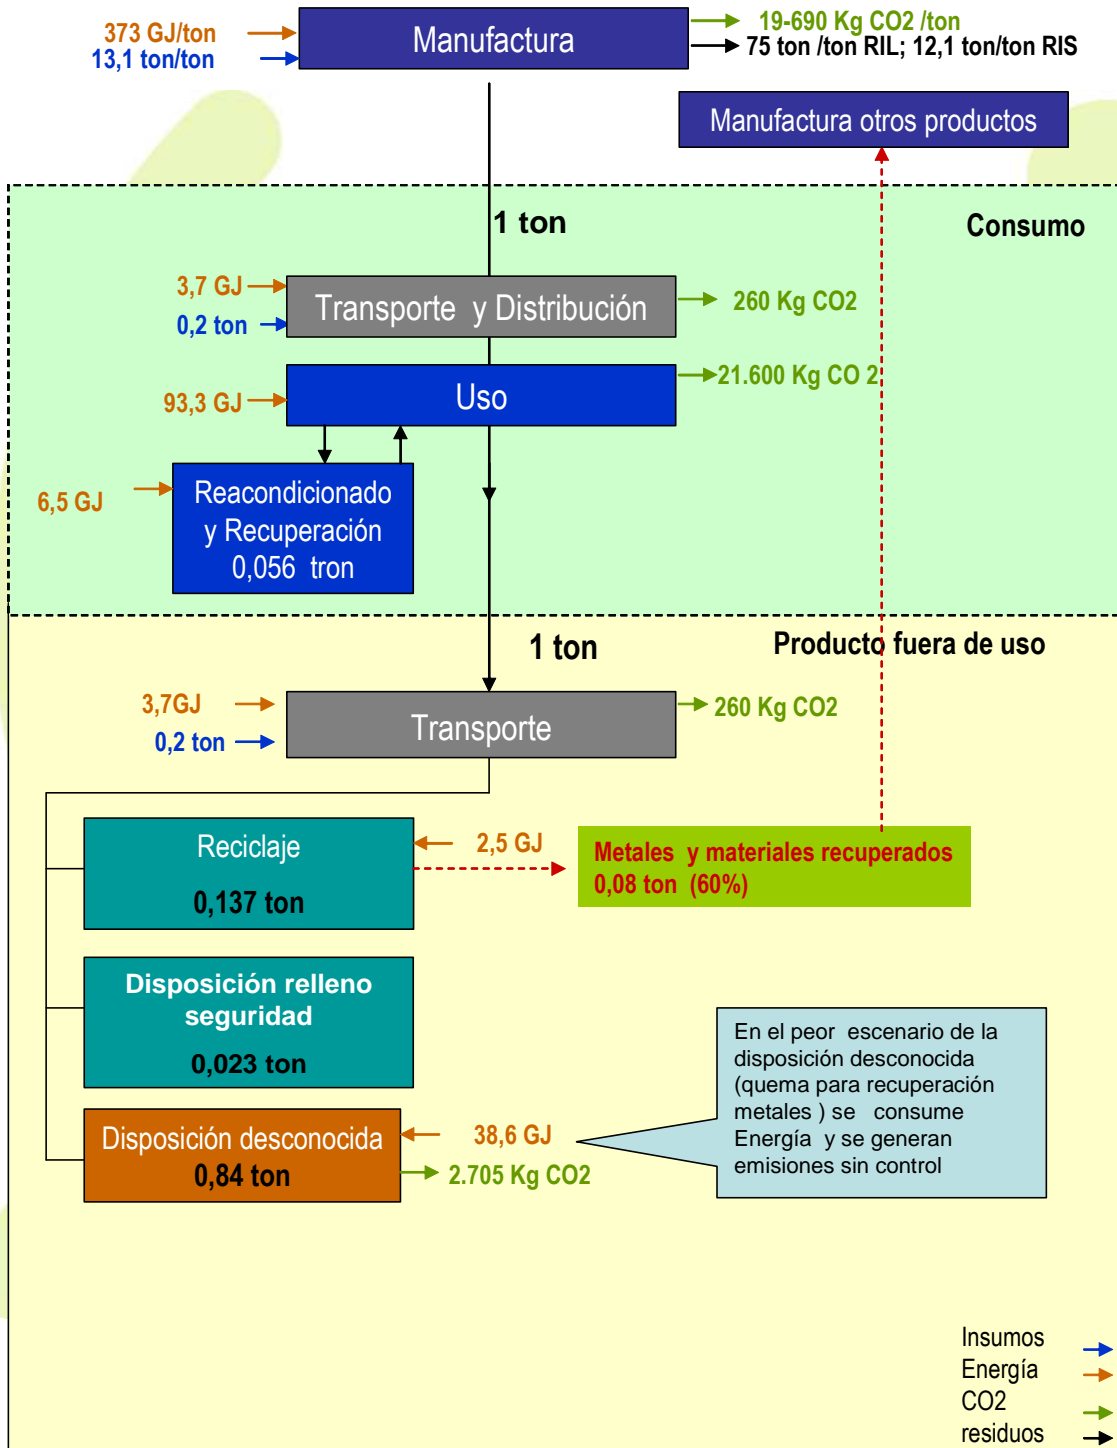 373 GJ/ton
13,1 ton/ton
Manufactura
19-690 Kg CO2 /ton
75 ton /ton RIL; 12,1 ton/ton RIS
Manufactura otros productos
1 ton
Consumo
3,7 GJ
0,2 ton
Transporte y Distribución
260 Kg CO2
93,3 GJ
Uso
21.600 Kg CO 2
6,5 GJ
Reacondicionado
y Recuperación
0,056 tron
1 ton
Producto fuera de uso
3,7GJ
0,2 ton
Transporte
260 Kg CO2
Reciclaje
0,137 ton
2,5 GJ
Metales y materiales recuperados
0,08 ton (60%)
Disposición relleno
seguridad
0,023 ton
Disposición desconocida
0,84 ton
38,6 GJ
2.705 Kg CO2
En el peor escenario de la
disposición desconocida
(quema para recuperación
metales ) se consume
Energía y se generan
emisiones sin control
Insumos
Energía
CO2
residuos